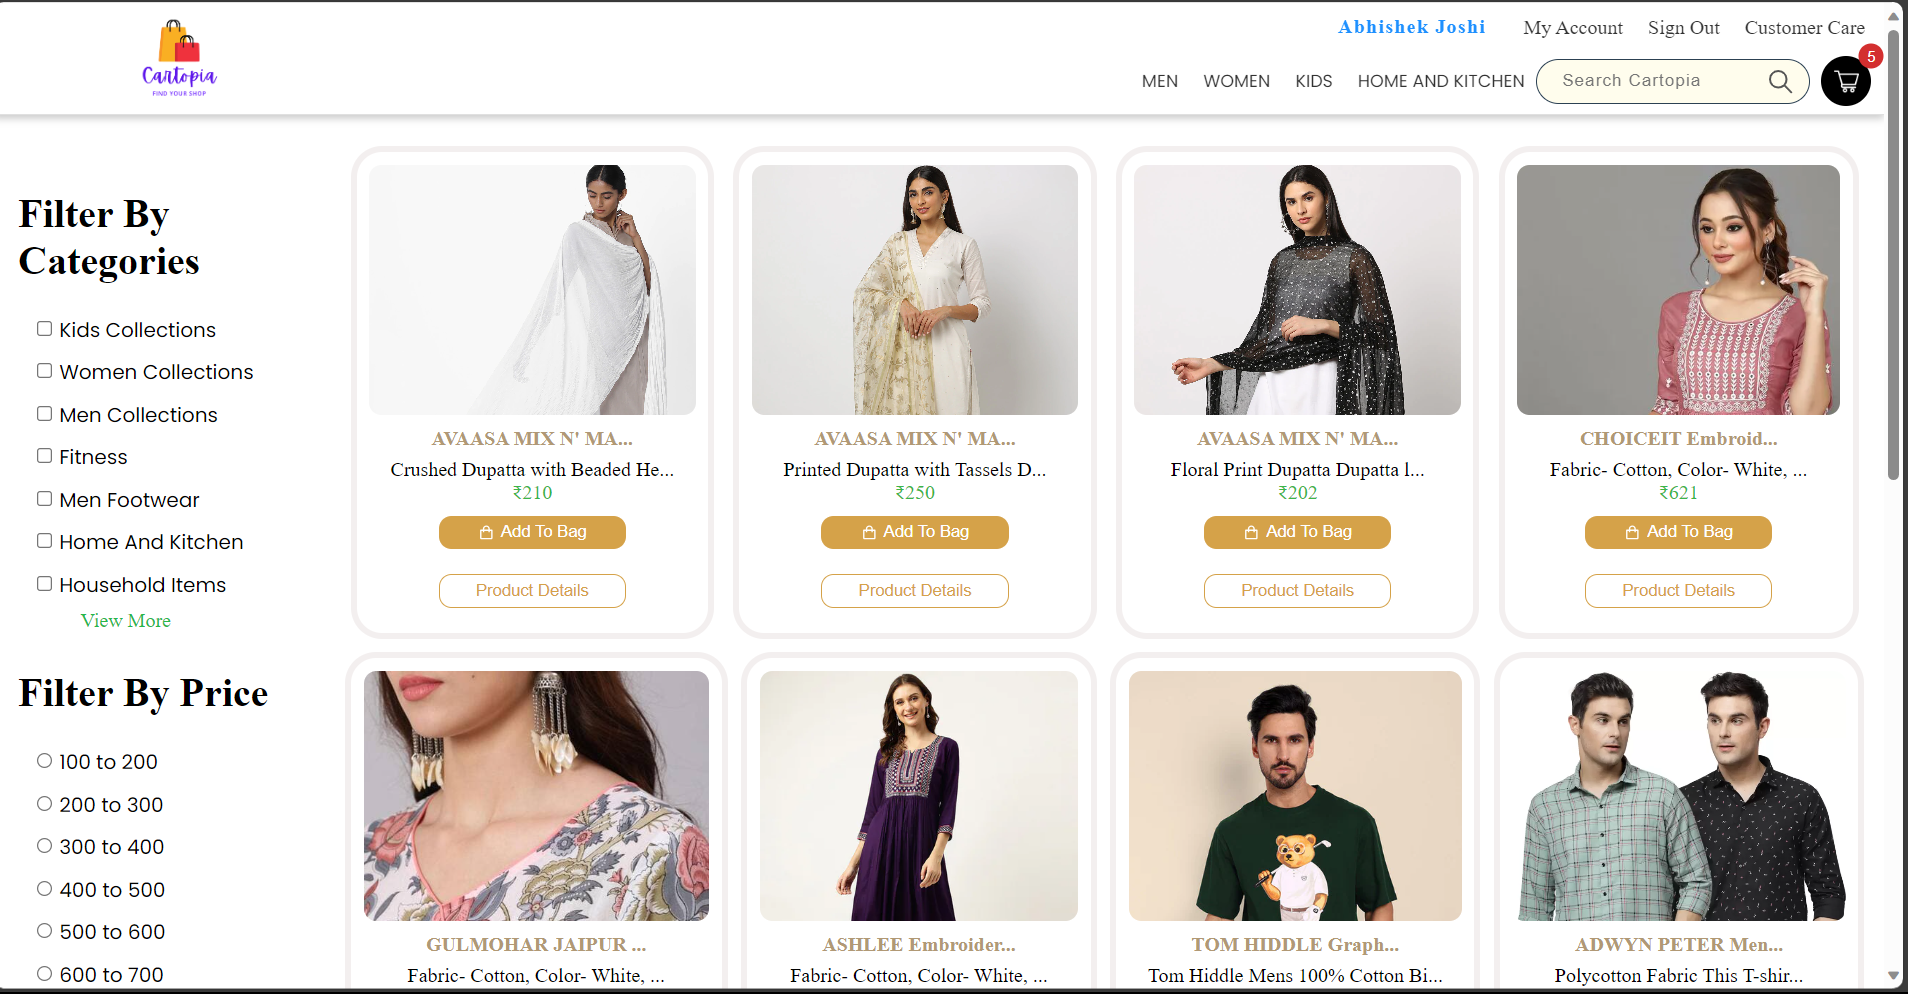 Abhishek Joshi My Account Sign Out Customer Care
Cartopia
FIND YOUR SHOP
MEN WOMEN KIDS HOME AND KITCHEN Search Cartopia 5
Filter By
Categories
Kids Collections
Women Collections
Men Collections
Fitness
Men Footwear
Home And Kitchen
Household Items
View More
Filter By Price
100 to 200
200 to 300
300 to 400
400 to 500
500 to 600
600 to 700
AVAASA MIX N' MA...
Crushed Dupatta with Beaded He...
₹210
Add To Bag
Product Details
AVAASA MIX N' MA...
Printed Dupatta with Tassels D...
₹250
Add To Bag
Product Details
AVAASA MIX N' MA...
Floral Print Dupatta Dupatta l...
₹202
Add To Bag
Product Details
CHOICEIT Embroid...
Fabric- Cotton, Color- White, ...
₹621
Add To Bag
Product Details
GULMOHAR JAIPUR ...
Fabric- Cotton, Color- White, ...
ASHLEE Embroider...
Fabric- Cotton, Color- White, ...
TOM HIDDLE Graph...
Tom Hiddle Mens 100% Cotton Bi...
ADWYN PETER Men...
Polycotton Fabric This T-shir...